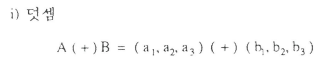 i) 덧셈
A (+) B = ( a₁, a₂, a₃ ) (+) ( b₁, b₂, b₃ )